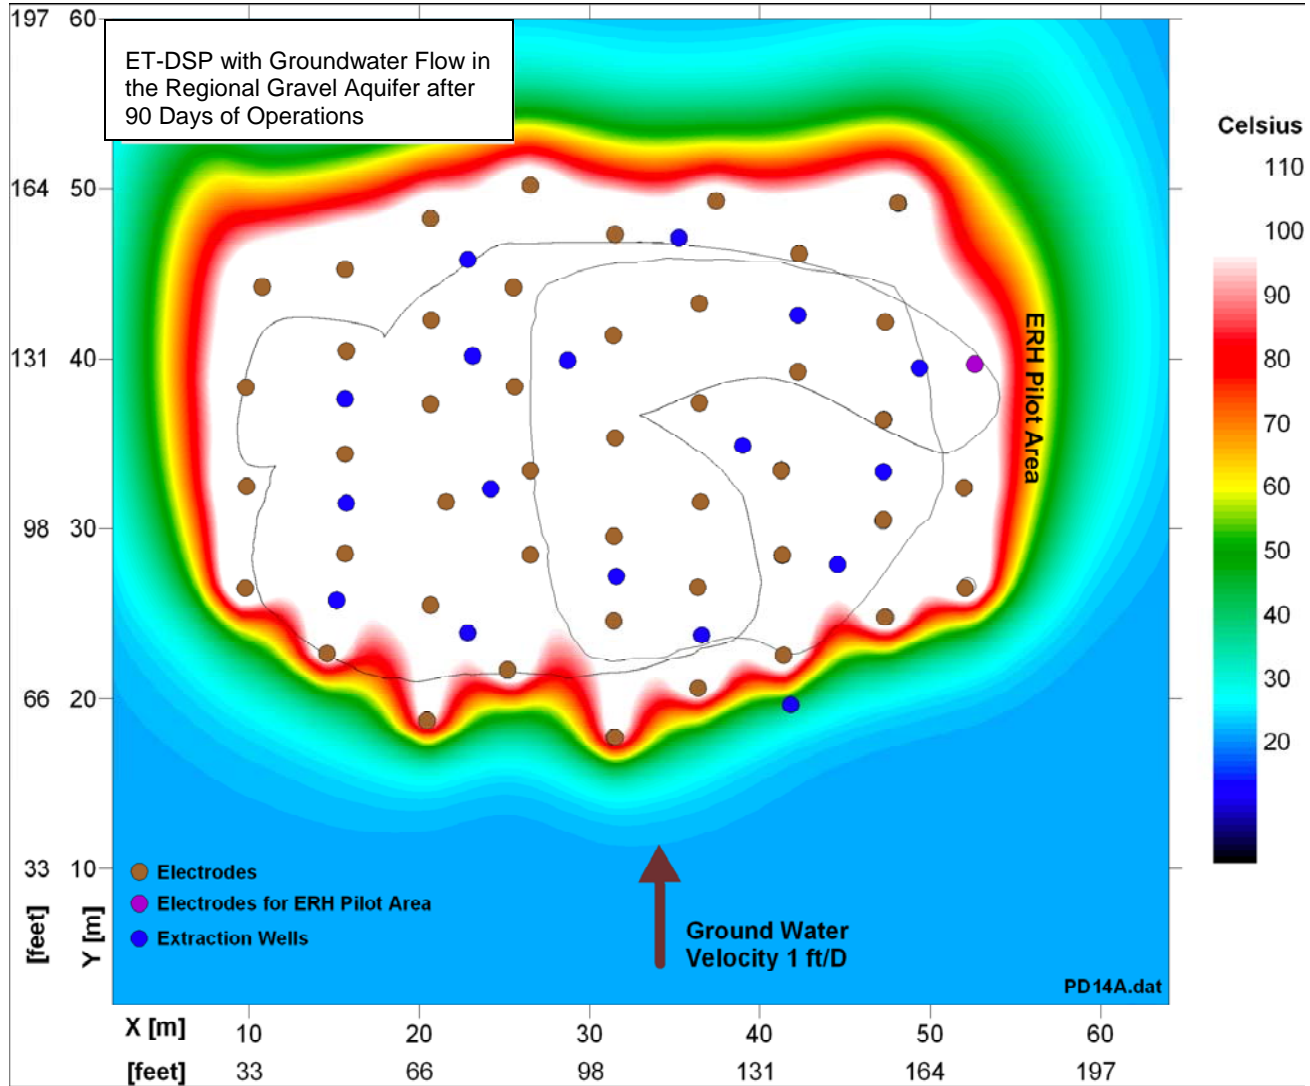 197 60
ET-DSP with Groundwater Flow in
the Regional Gravel Aquifer after
90 Days of Operations
Celsius
110
100
90
80
70
60
50
40
30
20
164 50
131 40
98 30
66 20
33 10
[feet]
Y [m]
ERH Pilot Area
Electrodes
Electrodes for ERH Pilot Area
Extraction Wells
Ground Water
Velocity 1 ft/D
PD14A.dat
X [m] 10 20 30 40 50 60
[feet] 33 66 98 131 164 197